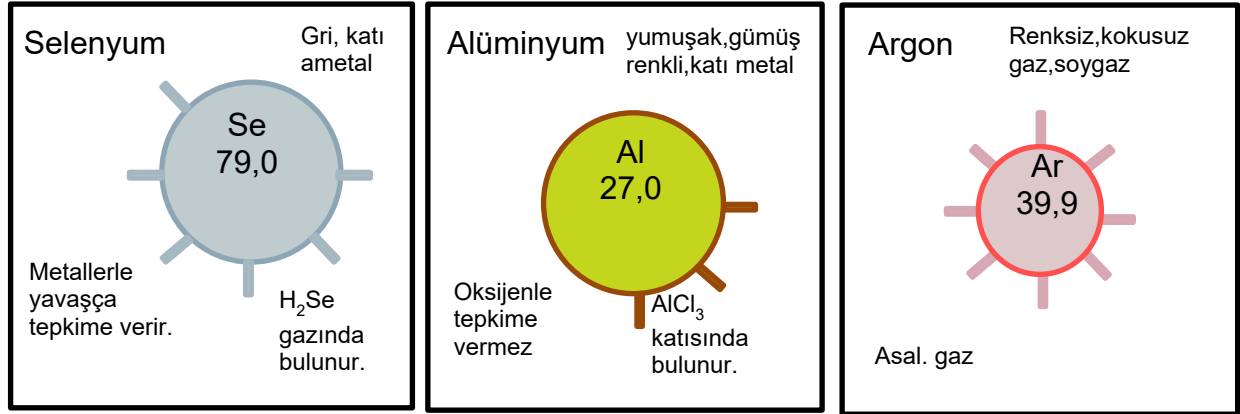 Selenyum
Gri, katı
ametal
Se
79,0
Metallerle
yavaşça
tepkime verir.
H₂Se
gazında
bulunur.
Alüminyum
yumuşak,gümüş
renkli,katı metal
Al
27,0
Oksijenle
tepkime
vermez
AlCl₃
katısında
bulunur.
Argon
Renksiz,kokusuz
gaz,soygaz
Ar
39,9
Asal. gaz